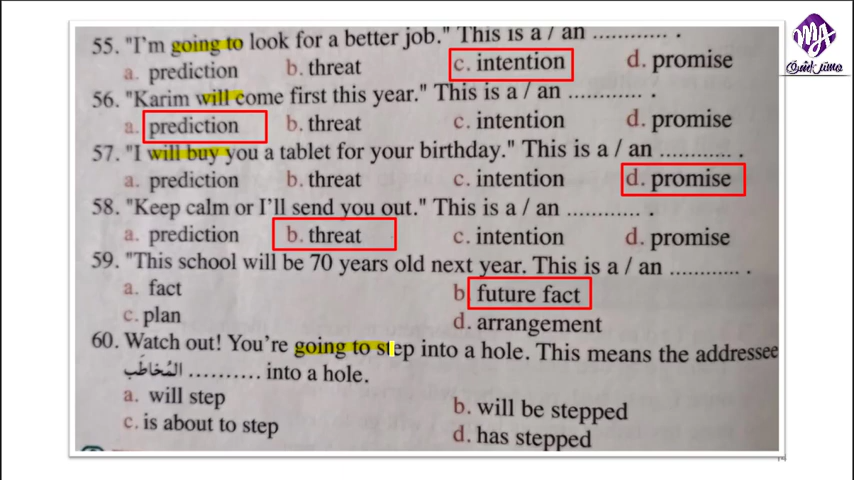 MA
Quick Time
55. "I'm going to look for a better job." This is a / an ............ .
a. prediction b. threat c. intention d. promise
56. "Karim will come first this year." This is a / an ............ .
a. prediction b. threat c. intention d. promise
57. "I will buy you a tablet for your birthday." This is a / an ............ .
a. prediction b. threat c. intention d. promise
58. "Keep calm or I'll send you out." This is a / an ............ .
a. prediction b. threat c. intention d. promise
59. "This school will be 70 years old next year. This is a / an ............ .
a. fact b. future fact
c. plan d. arrangement
60. Watch out! You're going to step into a hole. This means the addressee
المُخاطَب .......... into a hole.
a. will step b. will be stepped
c. is about to step d. has stepped